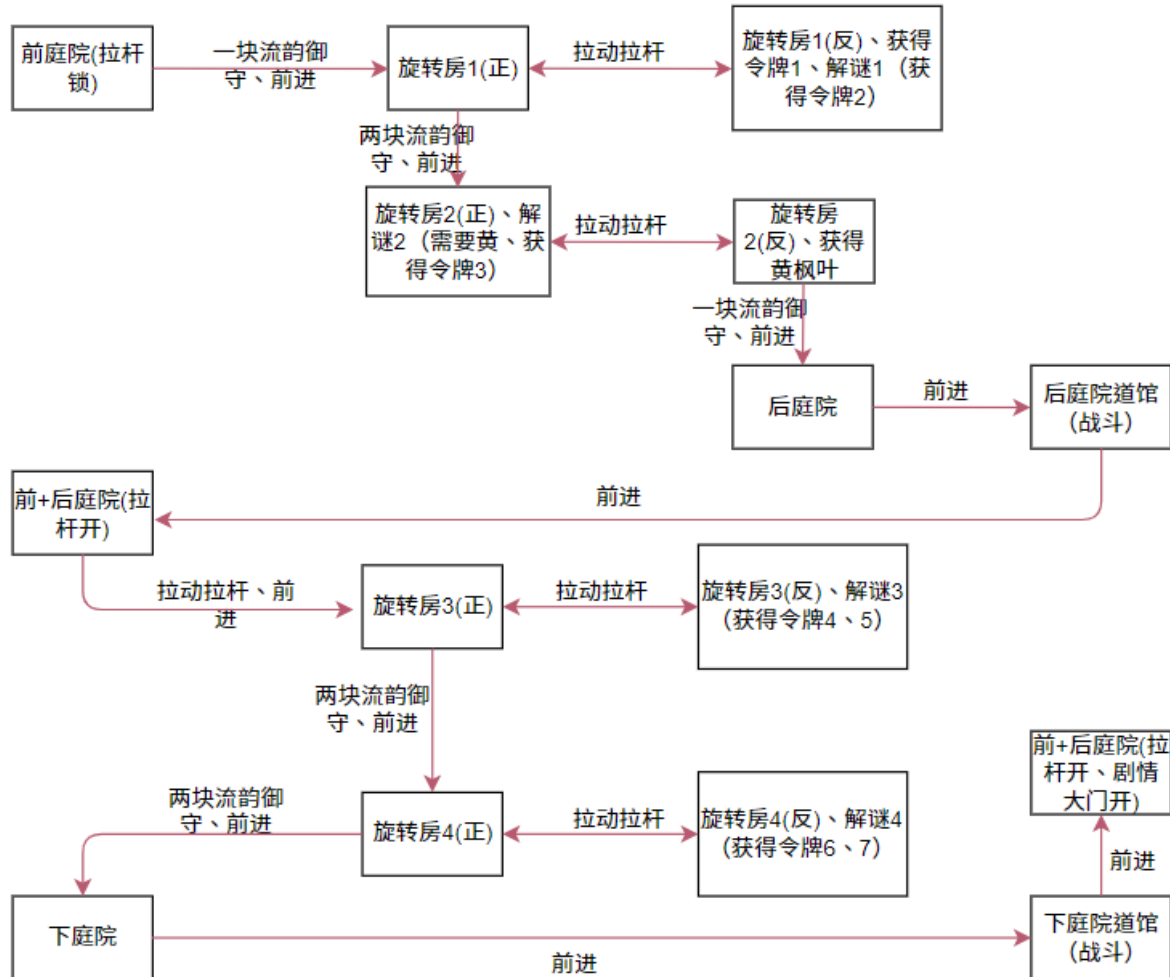 前庭院(拉杆
锁)
一块流韵御
守、前进
旋转房1(正)
拉动拉杆
旋转房1(反)、获得
令牌1、解谜1（获
得令牌2）
两块流韵御
守、前进
旋转房2(正)、解
谜2（需要黄、获
得令牌3）
拉动拉杆
旋转房
2(反)、获得
黄枫叶
一块流韵御
守、前进
后庭院
前进
后庭院道馆
（战斗）
前进
前+后庭院(拉
杆开)
拉动拉杆、前
进
旋转房3(正)
拉动拉杆
旋转房3(反)、解谜3
（获得令牌4、5）
两块流韵御
守、前进
旋转房4(正)
拉动拉杆
旋转房4(反)、解谜4
（获得令牌6、7）
两块流韵御
守、前进
下庭院
前进
下庭院道馆
（战斗）
前进
前+后庭院(拉
杆开、剧情
大门开)